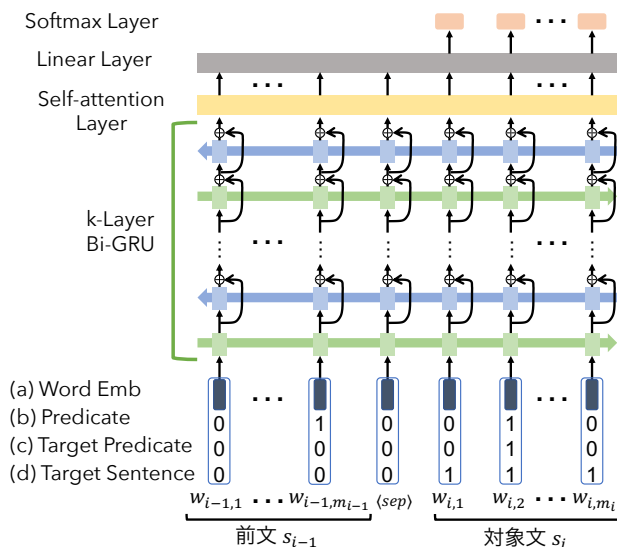 Softmax Layer
...
Linear Layer
... ...
Self-attention
Layer
k-Layer
Bi-GRU
... ...
(a) Word Emb ... ...
(b) Predicate 0 1 0 0 1 0
(c) Target Predicate 0 0 0 0 1 0
(d) Target Sentence 0 0 0 1 1 1
w_{i−1,1} ... w_{i−1,m_{i−1}} ⟨sep⟩ w_{i,1} w_{i,2} ... w_{i,m_i}
前文 s_{i−1} 対象文 s_i